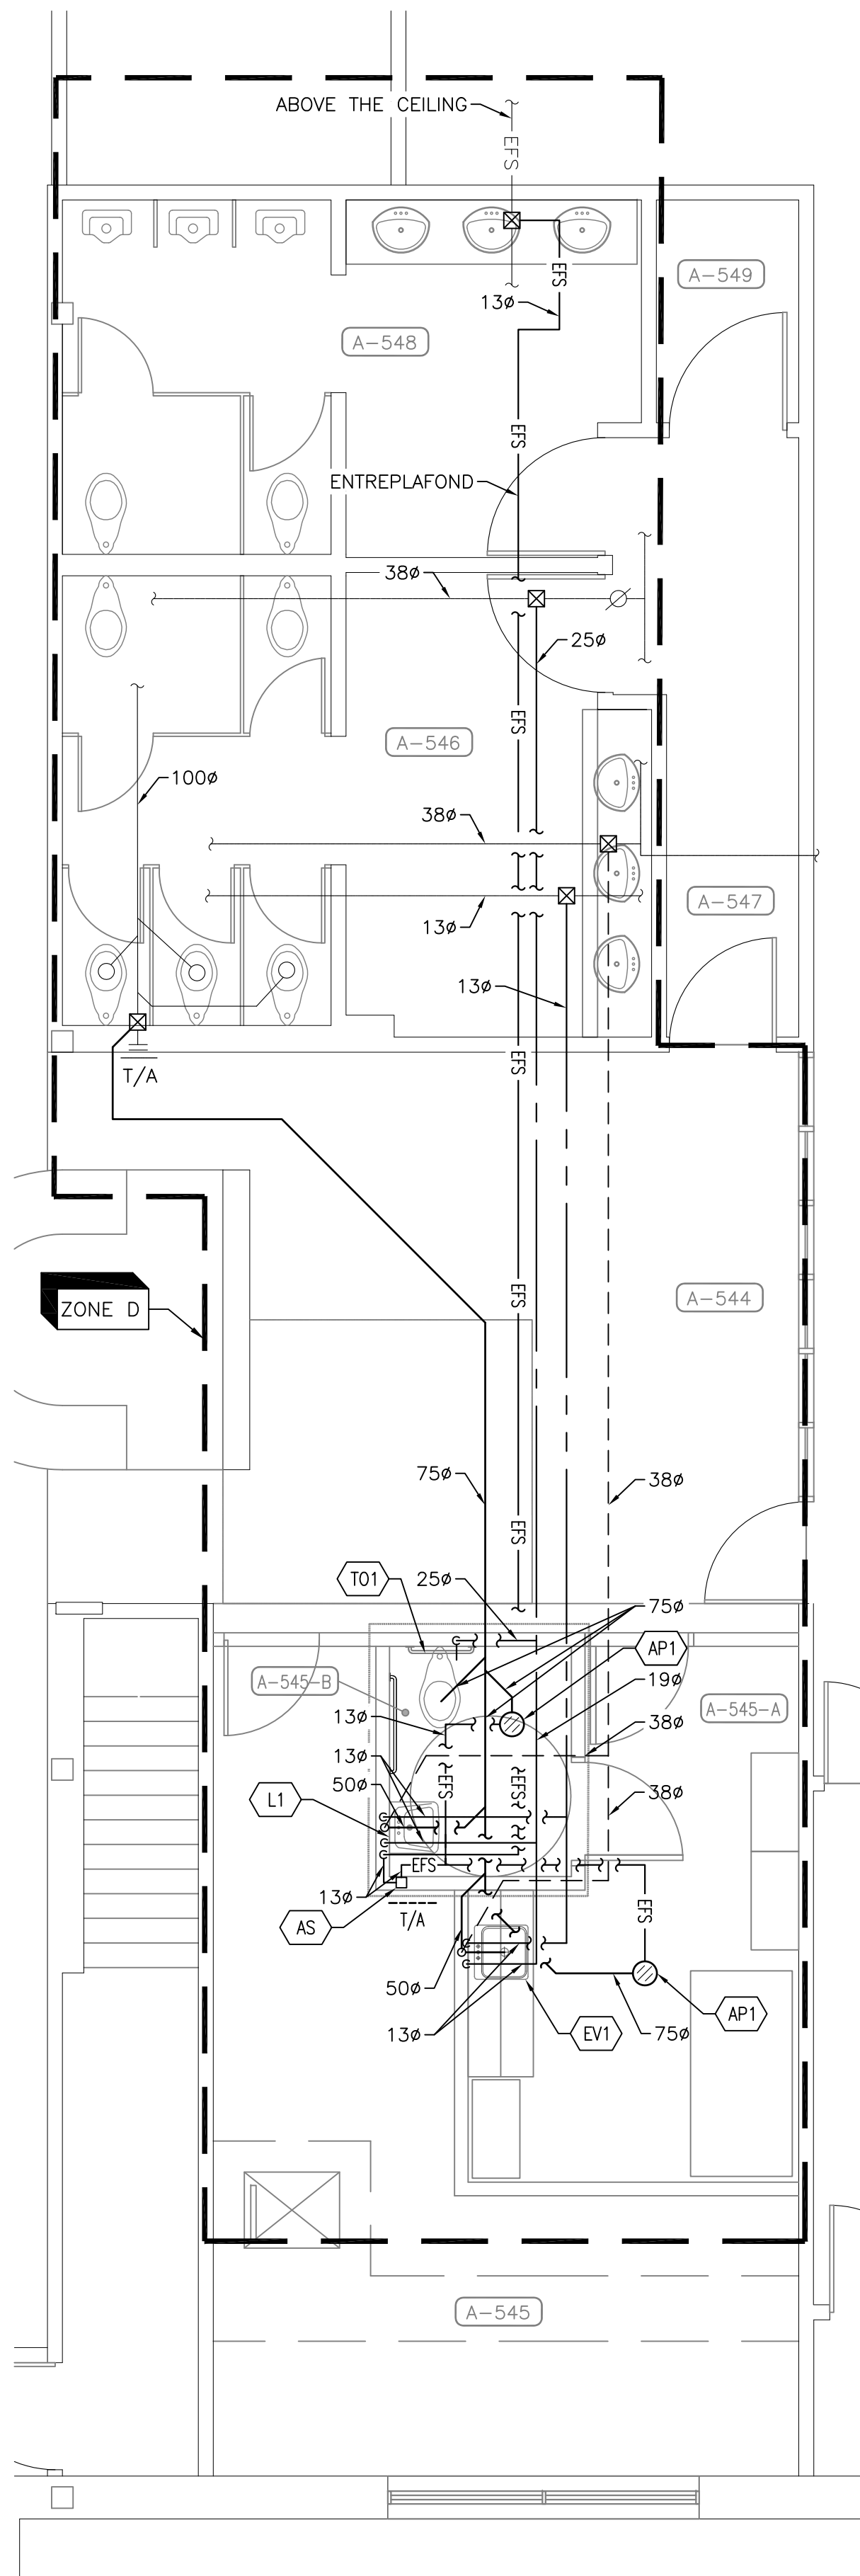 ABOVE THE CEILING
EFS
EFS
A-549
13ø
A-548
EFS
ENTREPLAFOND
38ø
25ø
EFS
A-546
100ø
38ø
A-547
13ø
13ø
EFS
T/A
EFS
A-544
ZONE D
75ø
38ø
EFS
TO1
25ø
75ø
AP1
A-545-B
19ø
A-545-A
13ø
38ø
13ø
50ø
EFS
EFS
38ø
L1
EFS
13ø
AS
T/A
EFS
50ø
AP1
13ø
EV1
75ø
A-545